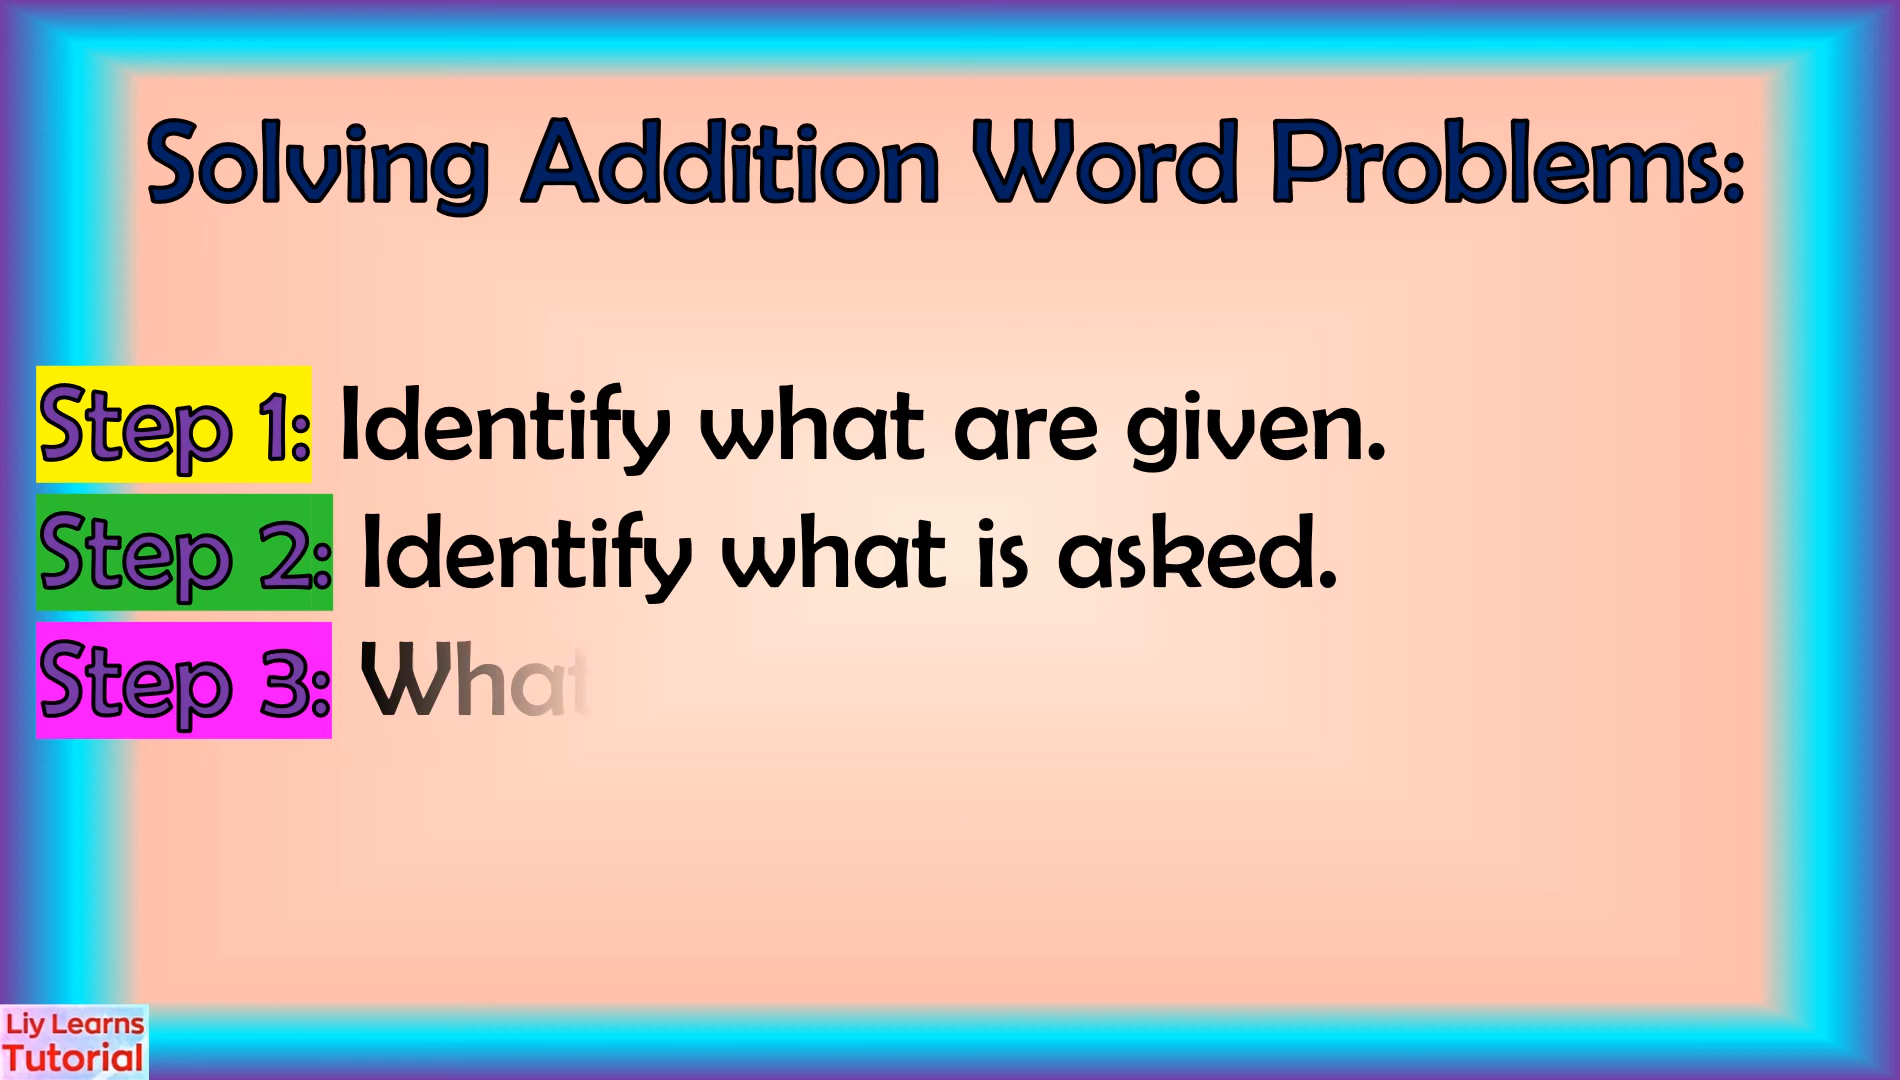 Solving Addition Word Problems:
Step 1: Identify what are given.
Step 2: Identify what is asked.
Step 3: What
Liy Learns
Tutorial